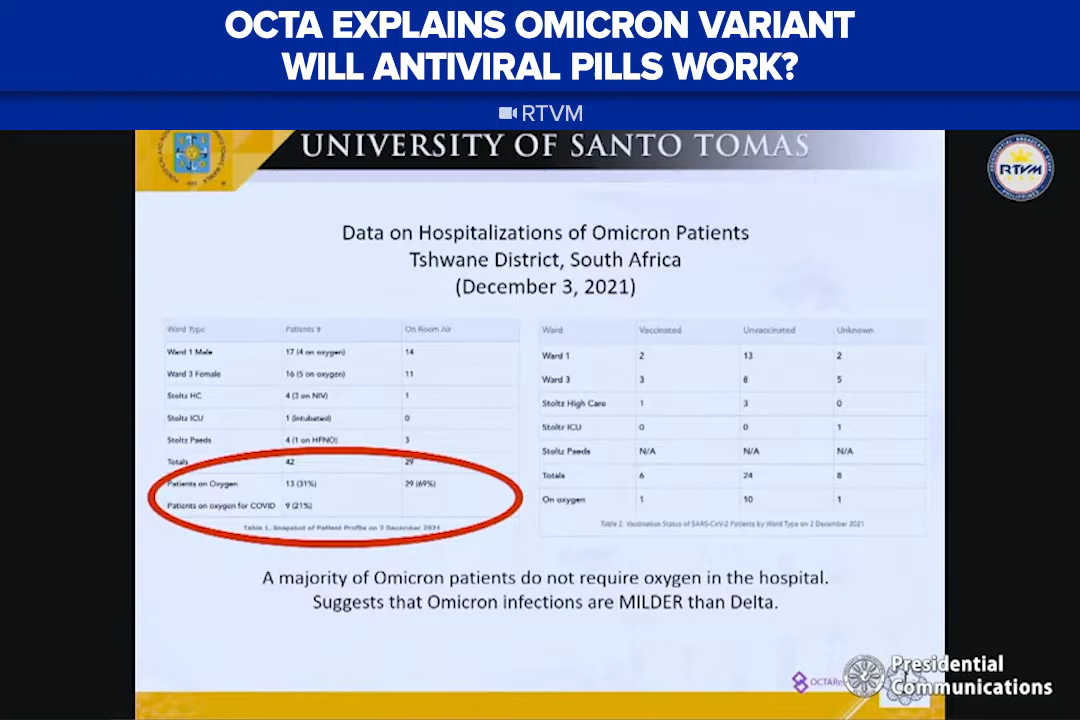 OCTA EXPLAINS OMICRON VARIANT
WILL ANTIVIRAL PILLS WORK?
RTVM
UNIVERSITY OF SANTO TOMAS
RTVM
Data on Hospitalizations of Omicron Patients
Tshwane District, South Africa
(December 3, 2021)
Ward Type Patients # On Room Air
Ward 1 Male 17 (4 on oxygen) 14
Ward 3 Female 16 (5 on oxygen) 11
Stoltz HC 4 (3 on NIV) 1
Stoltz ICU 1 (intubated) 0
Stoltz Paeds 4 (1 on HFNO) 3
Totals 42 29
Patients on Oxygen 13 (31%) 29 (69%)
Patients on oxygen for COVID 9 (21%)
Table 1. Snapshot of Patient Profile on 2 December 2021
Ward Vaccinated Unvaccinated Unknown
Ward 1 2 13 2
Ward 3 3 8 5
Stoltz High Care 1 3 0
Stoltz ICU 0 0 1
Stoltz Paeds N/A N/A N/A
Totals 6 24 8
On oxygen 1 10 1
Table 2. Vaccination Status of SARS-CoV-2 Patients by Ward Type on 2 December 2021
A majority of Omicron patients do not require oxygen in the hospital.
Suggests that Omicron infections are MILDER than Delta.
Presidential
Communications